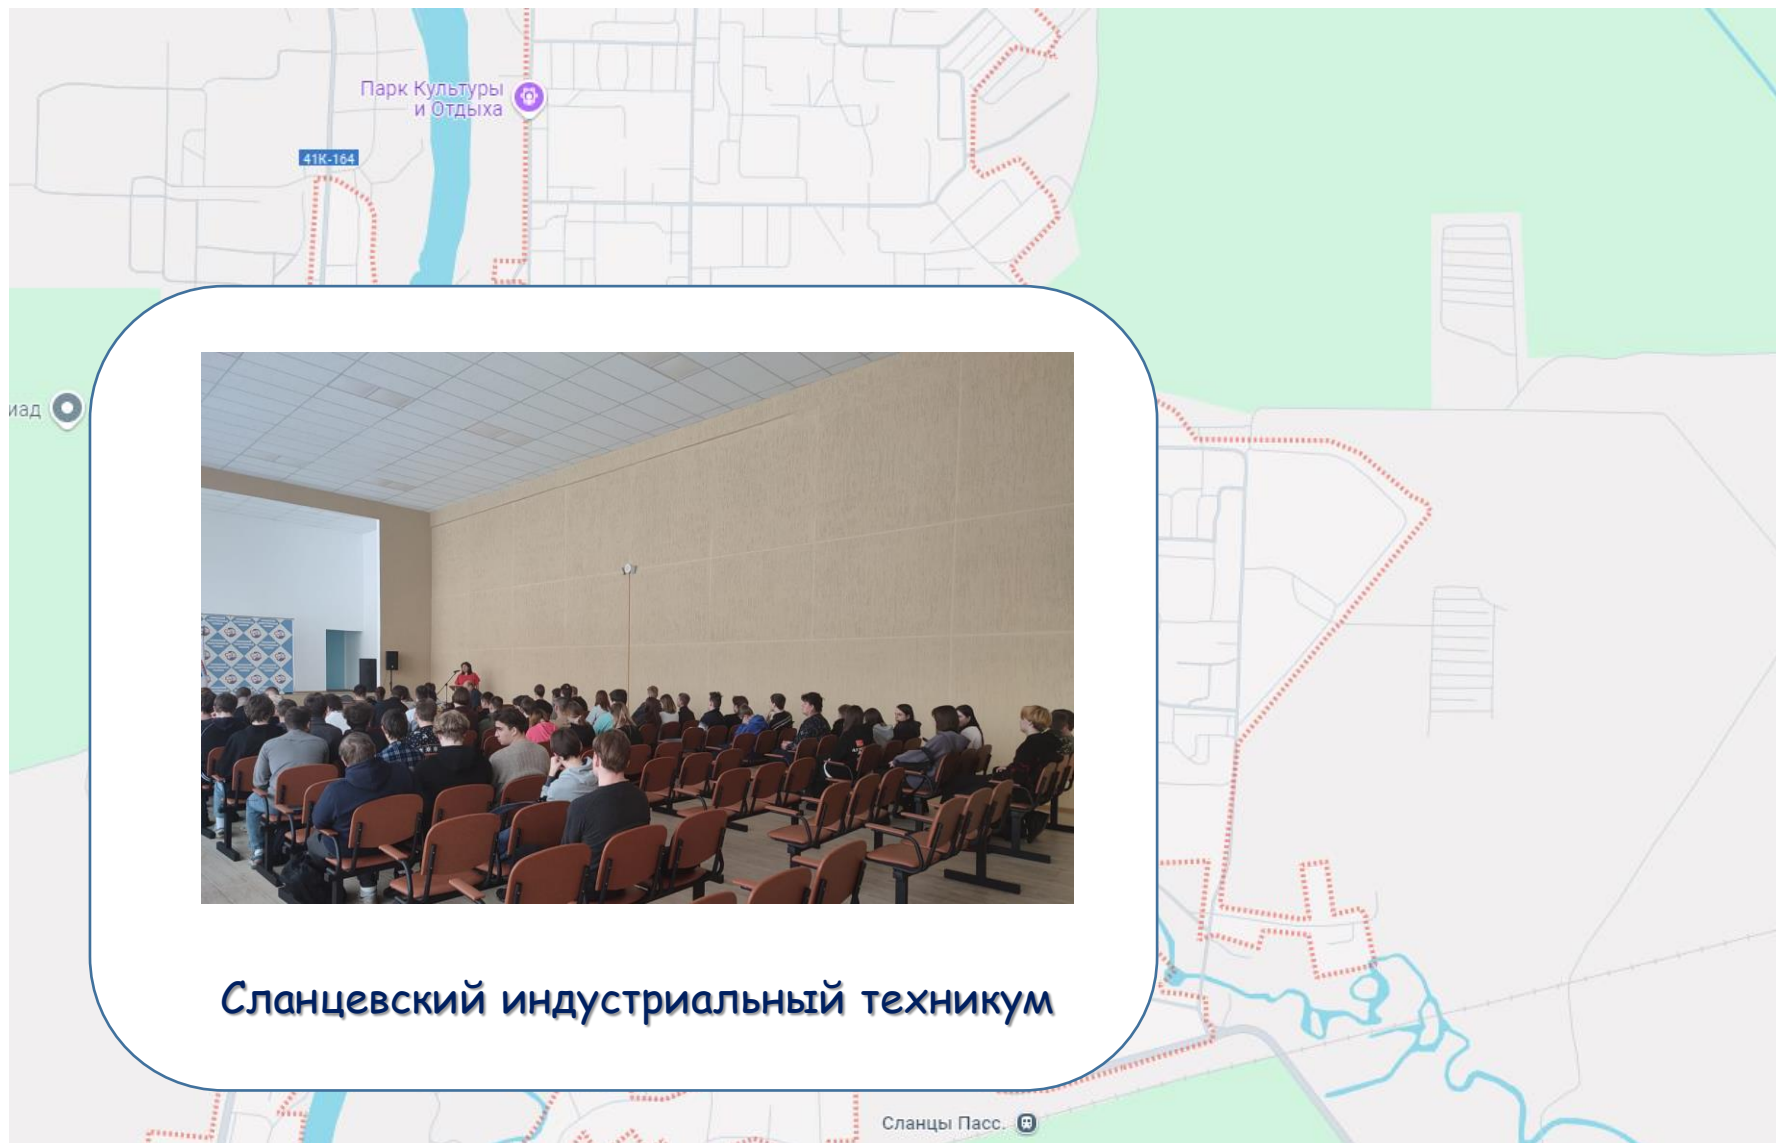 Парк Культуры
и Отдыха
41К-164
иад
Сланцевский индустриальный техникум
Сланцы Пасс.